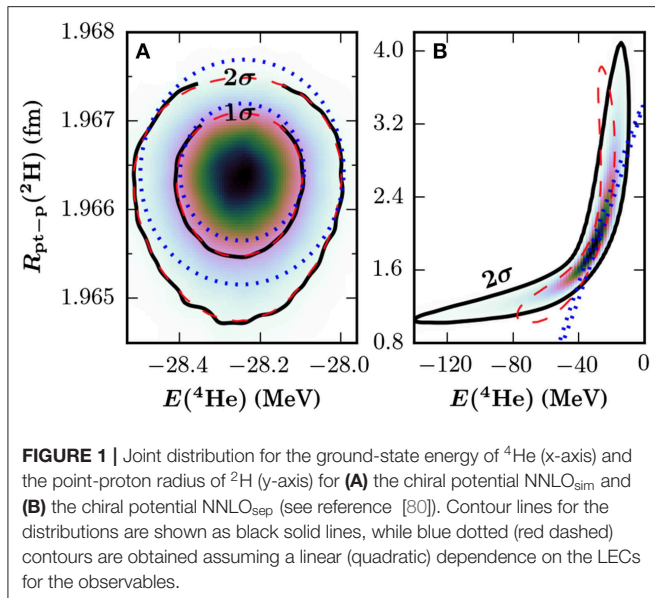 1.968
1.967
1.966
1.965
R_pt−p(²H) (fm)
A
2σ
1σ
−28.4
−28.2
−28.0
E(⁴He) (MeV)
B
4.0
3.2
2.4
1.6
0.8
2σ
−120
−80
−40
0
E(⁴He) (MeV)
FIGURE 1 | Joint distribution for the ground-state energy of ⁴He (x-axis) and
the point-proton radius of ²H (y-axis) for (A) the chiral potential NNLO_sim and
(B) the chiral potential NNLO_sep (see reference [80]). Contour lines for the
distributions are shown as black solid lines, while blue dotted (red dashed)
contours are obtained assuming a linear (quadratic) dependence on the LECs
for the observables.